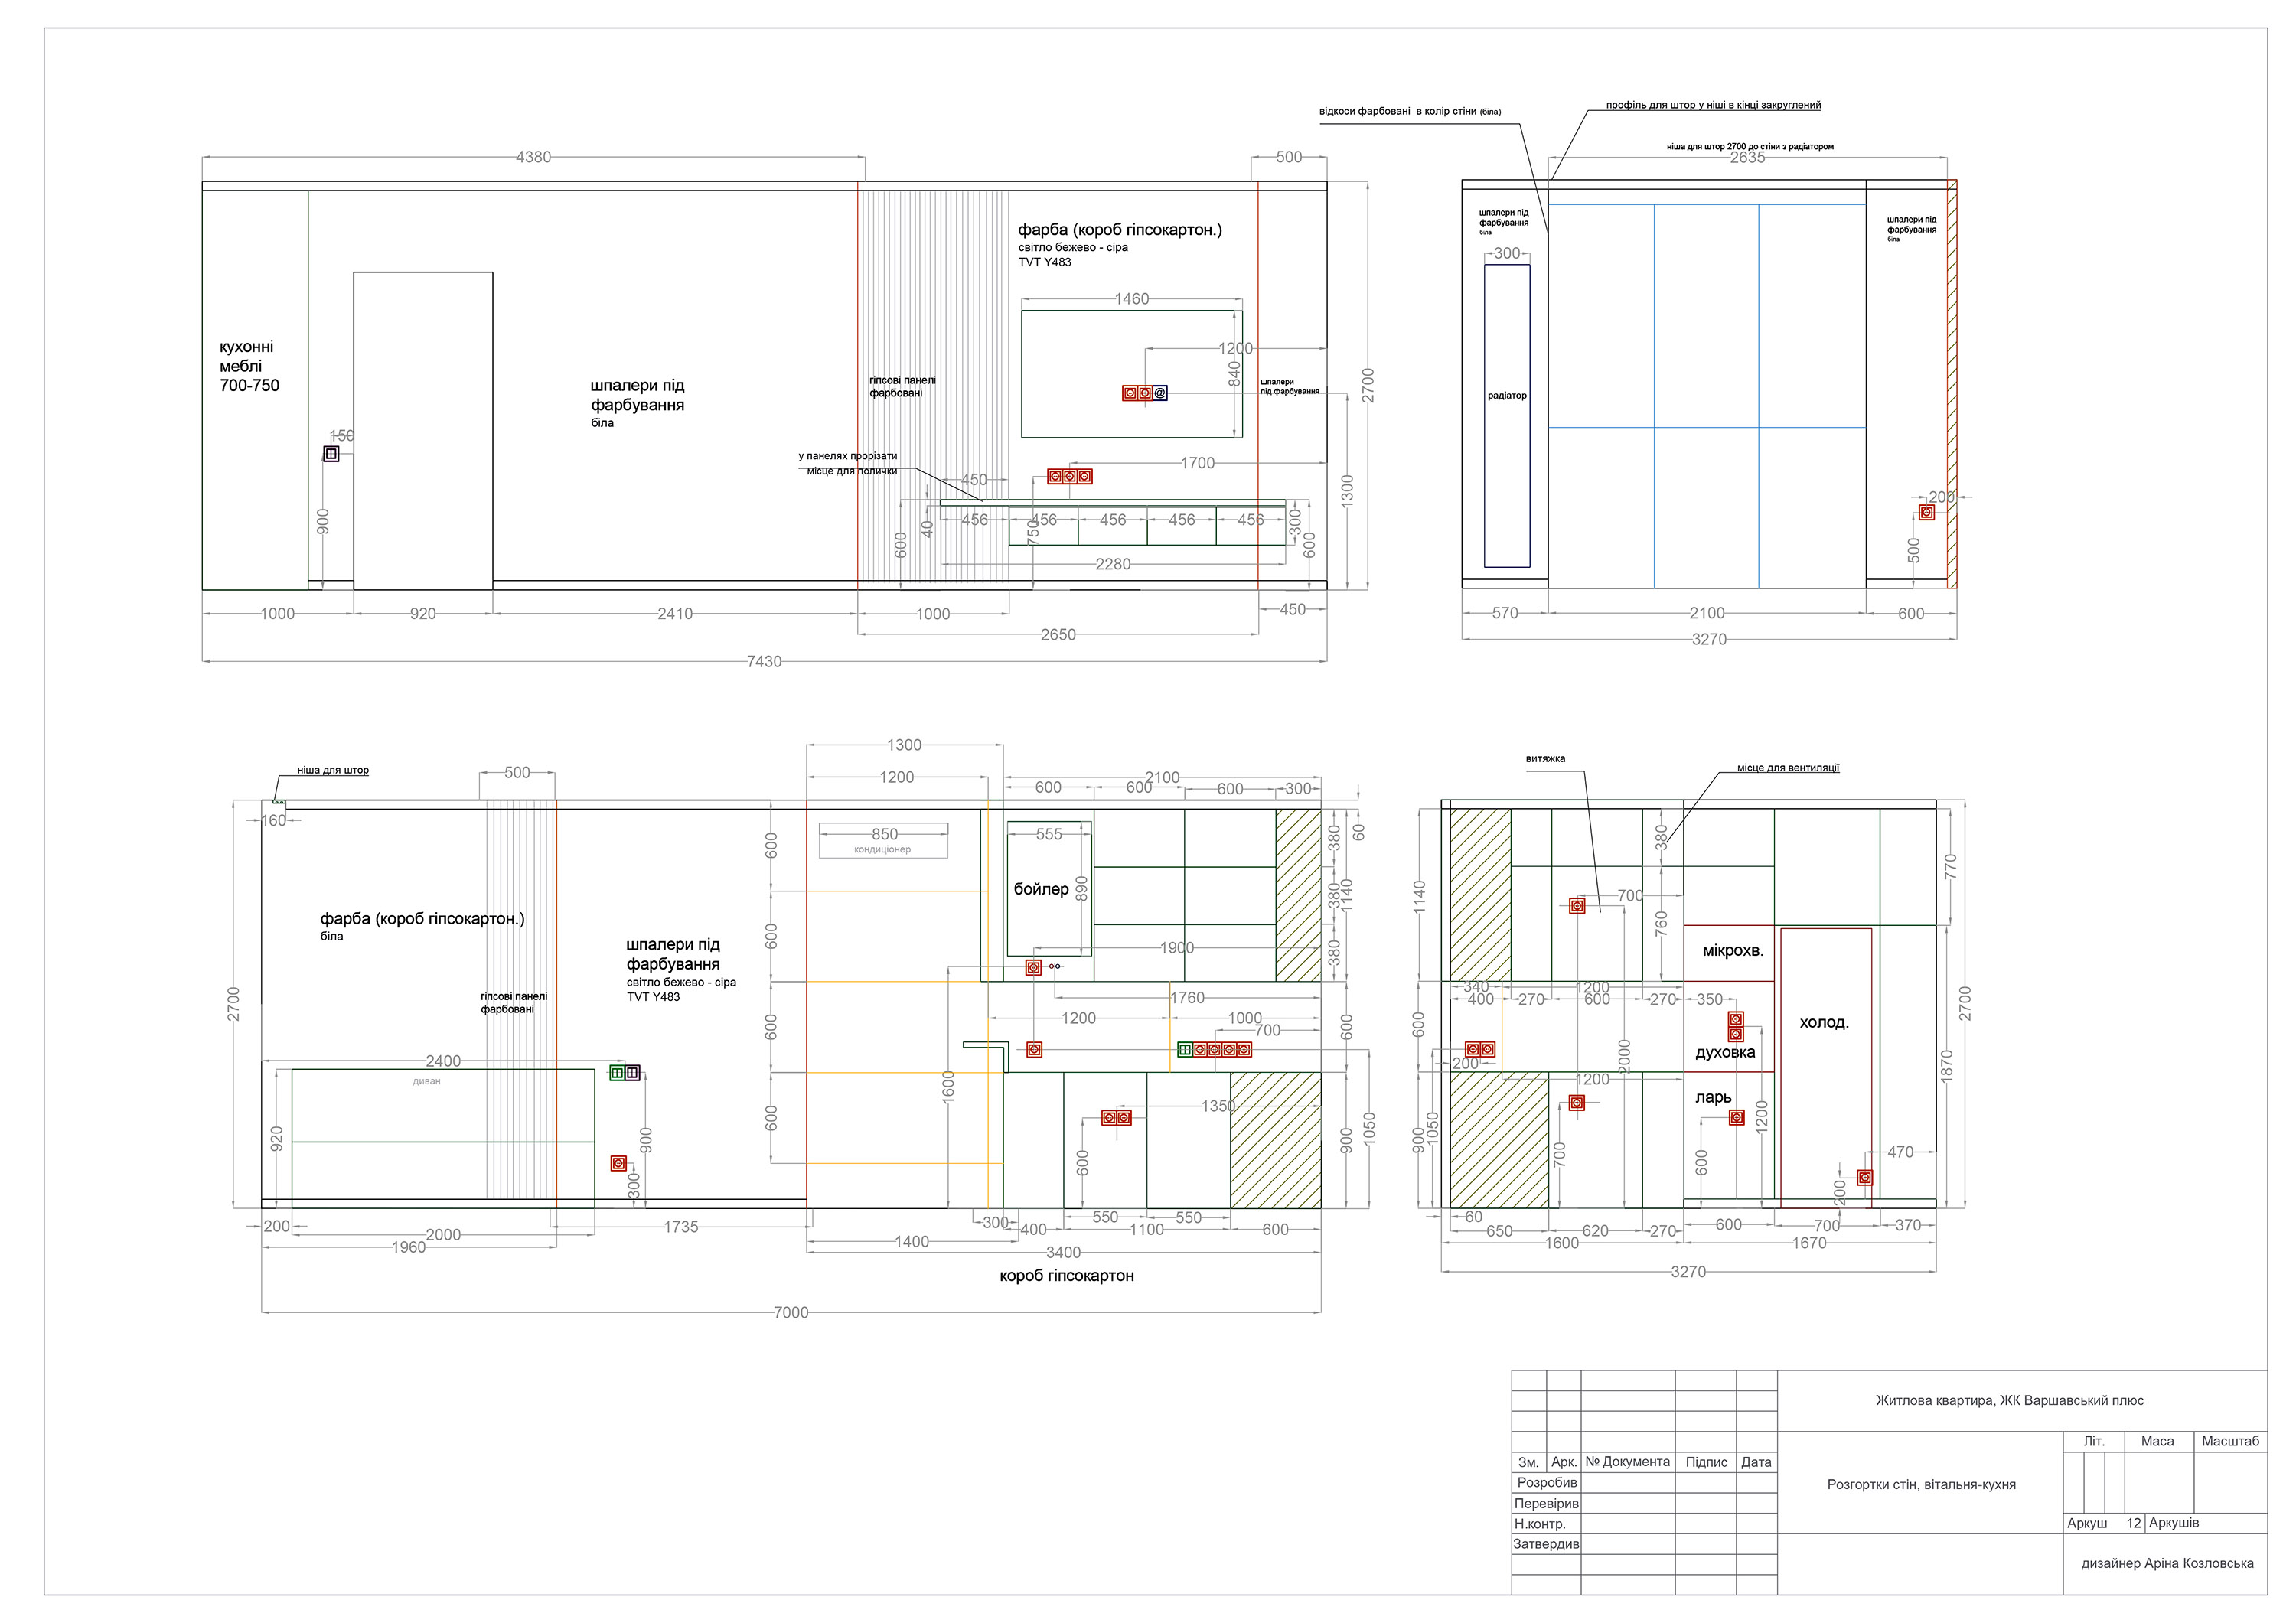 відкоси фарбовані в колір стіни (біла)
профіль для штор у ніші в кінці закруглений
ніша для штор 2700 до стіни з радіатором
4380
500
2635
фарба (короб гіпсокартон.)
світло бежево - сіра
TVT Y483
1460
1200
840
2700
кухонні
меблі
700-750
шпалери під
фарбування
біла
гіпсові панелі
фарбовані
@
шпалери
під фарбування
150
900
у панелях прорізати
місце для полички
450
1700
1300
456
456
456
456
456
40
600
750
300
600
2280
1000
920
2410
1000
450
2650
7430
шпалери під
фарбування
біла
300
радіатор
шпалери під
фарбування
біла
200
500
570
2100
600
3270
ніша для штор
500
1300
1200
2100
600
600
600
300
160
600
850
кондиціонер
555
бойлер
890
380
60
380
1140
380
фарба (короб гіпсокартон.)
біла
шпалери під
фарбування
світло бежево - сіра
TVT Y483
гіпсові панелі
фарбовані
600
1900
1760
2700
1200
1000
700
600
600
2400
диван
920
900
300
600
1600
1350
600
900
1050
200
2000
1960
1735
300
400
550
550
1100
600
1400
3400
короб гіпсокартон
7000
витяжка
місце для вентиляції
380
770
1140
700
760
мікрохв.
340
1200
400
270
600
270
350
холод.
2700
600
2000
духовка
200
1200
ларь
1870
900
1050
700
600
1200
470
200
60
650
620
270
600
700
370
1600
1670
3270
Житлова квартира, ЖК Варшавський плюс
Літ.
Маса
Масштаб
Зм.
Арк.
№ Документа
Підпис
Дата
Розробив
Розгортки стін, вітальня-кухня
Перевірив
Н.контр.
Аркуш 12
Аркушів
Затвердив
дизайнер Аріна Козловська